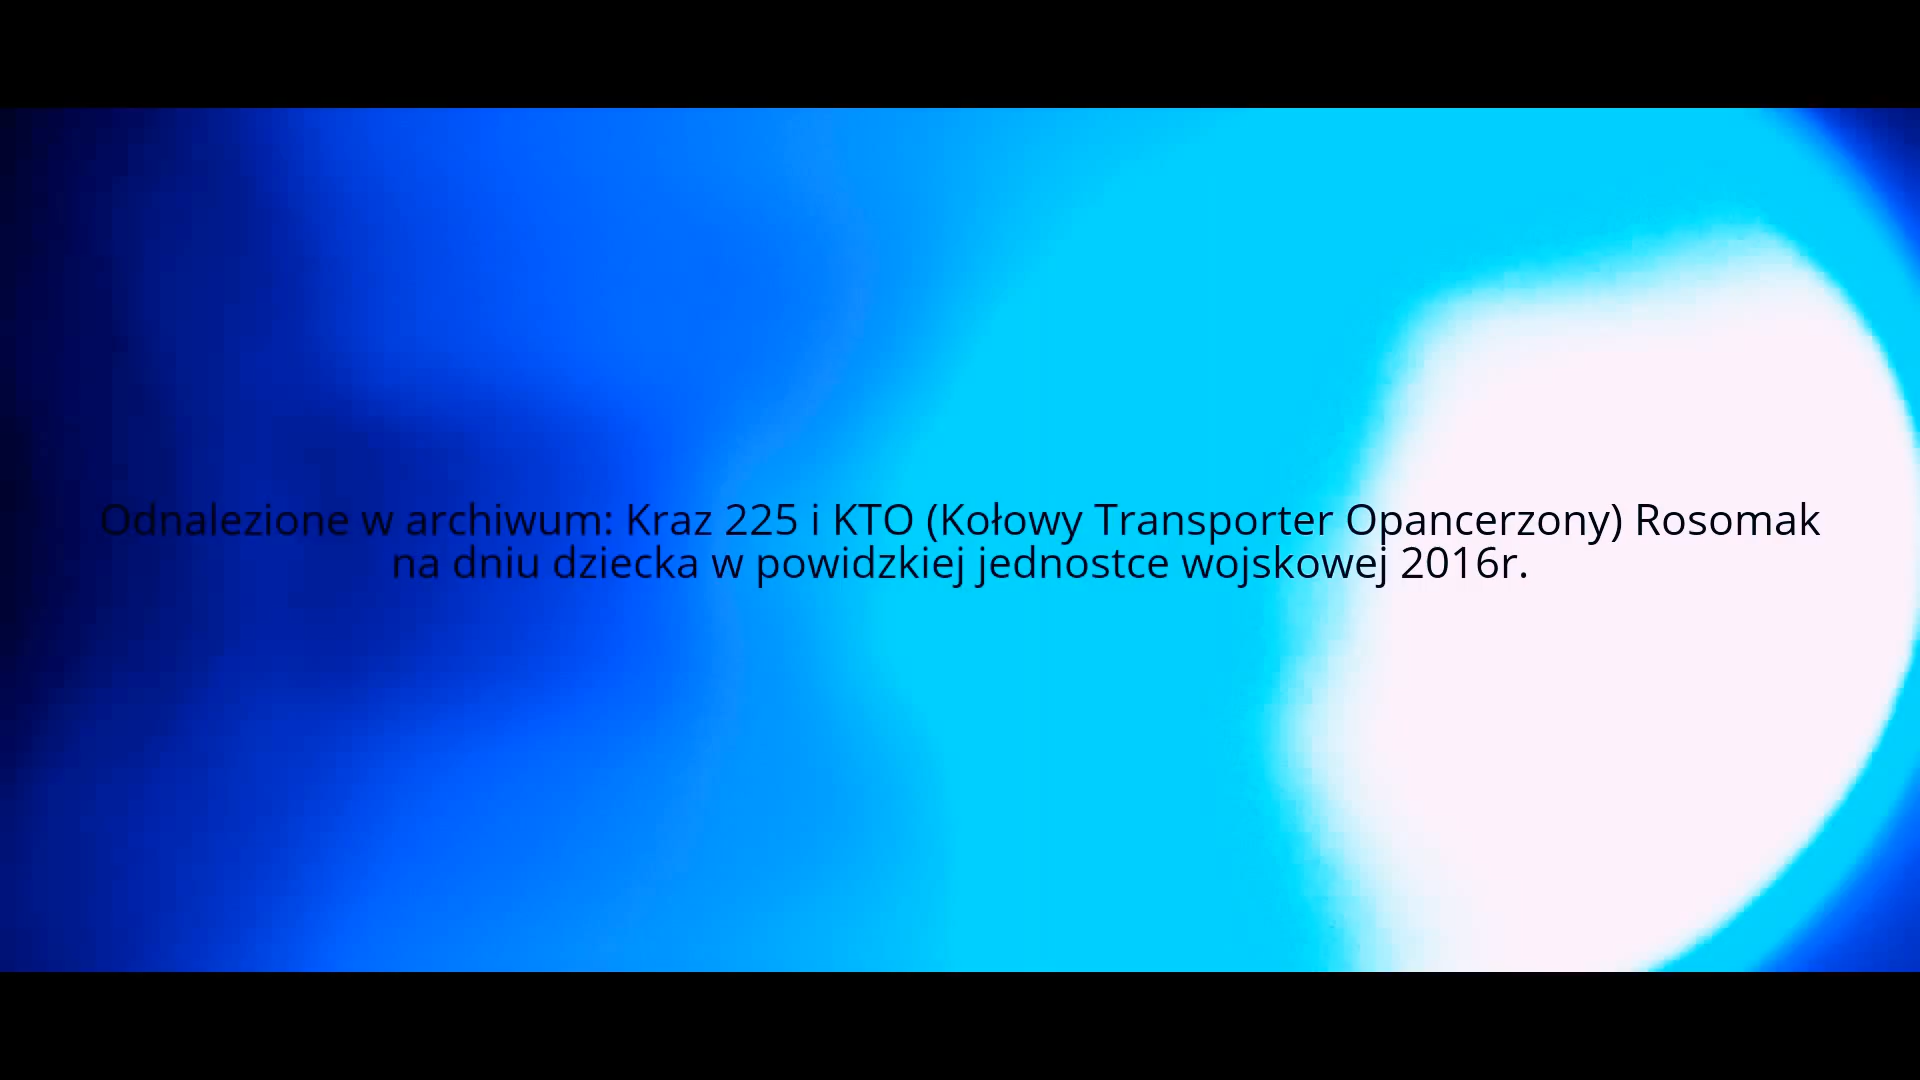 Odnalezione w archiwum: Kraz 225 i KTO (Kołowy Transporter Opancerzony) Rosomak
na dniu dziecka w powidzkiej jednostce wojskowej 2016r.